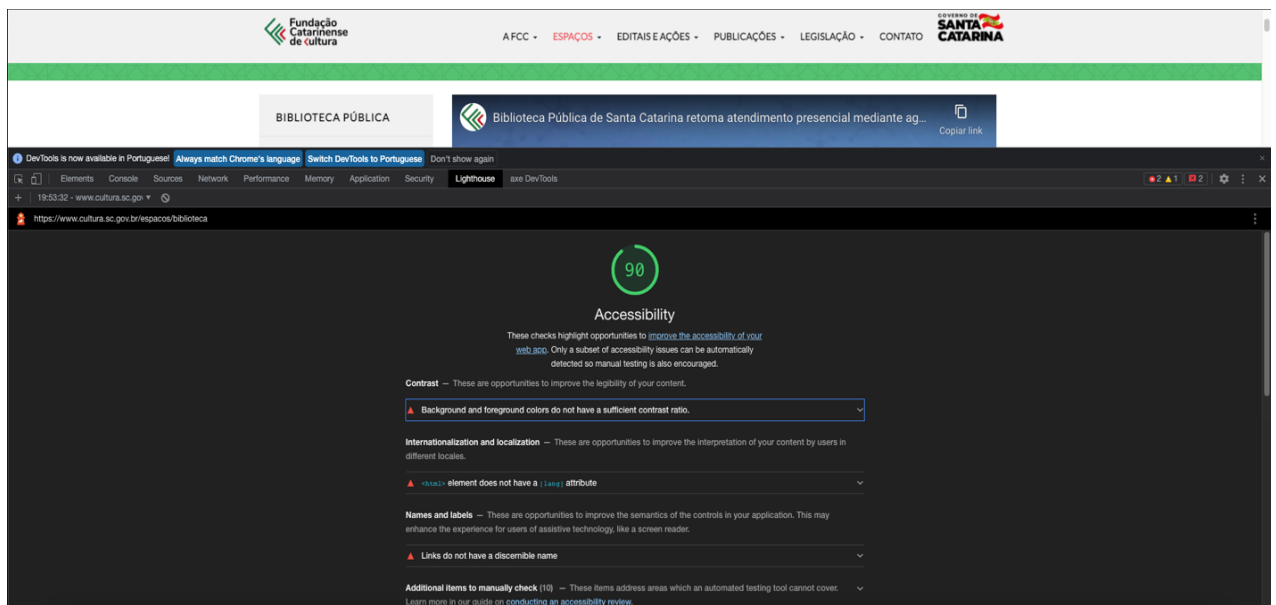 Fundação
Catarinense
de cultura
A FCC
ESPAÇOS
EDITAIS E AÇÕES
PUBLICAÇÕES
LEGISLAÇÃO
CONTATO
GOVERNO DE
SANTA
CATARINA
BIBLIOTECA PÚBLICA
Biblioteca Pública de Santa Catarina retoma atendimento presencial mediante ag...
Copiar link
DevTools is now available in Portuguese! Always match Chrome's language Switch DevTools to Portuguese Don't show again
Elements Console Sources Network Performance Memory Application Security Lighthouse axe DevTools 2 1 2
19:53:32 - www.cultura.sc.gov
https://www.cultura.sc.gov.br/espacos/biblioteca
90
Accessibility
These checks highlight opportunities to improve the accessibility of your
web app. Only a subset of accessibility issues can be automatically
detected so manual testing is also encouraged.
Contrast — These are opportunities to improve the legibility of your content.
Background and foreground colors do not have a sufficient contrast ratio.
Internationalization and localization — These are opportunities to improve the interpretation of your content by users in
different locales.
<html> element does not have a [lang] attribute
Names and labels — These are opportunities to improve the semantics of the controls in your application. This may
enhance the experience for users of assistive technology, like a screen reader.
Links do not have a discernible name
Additional items to manually check (10) — These items address areas which an automated testing tool cannot cover.
Learn more in our guide on conducting an accessibility review.